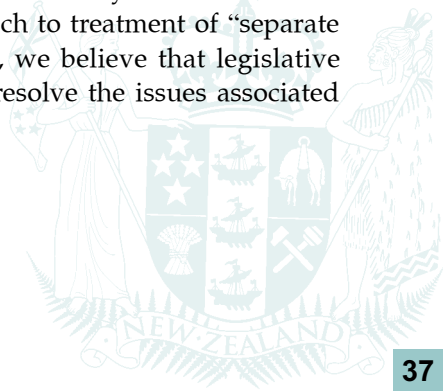 ch to treatment of “separate
, we believe that legislative
resolve the issues associated
NEW·ZEALAND
37